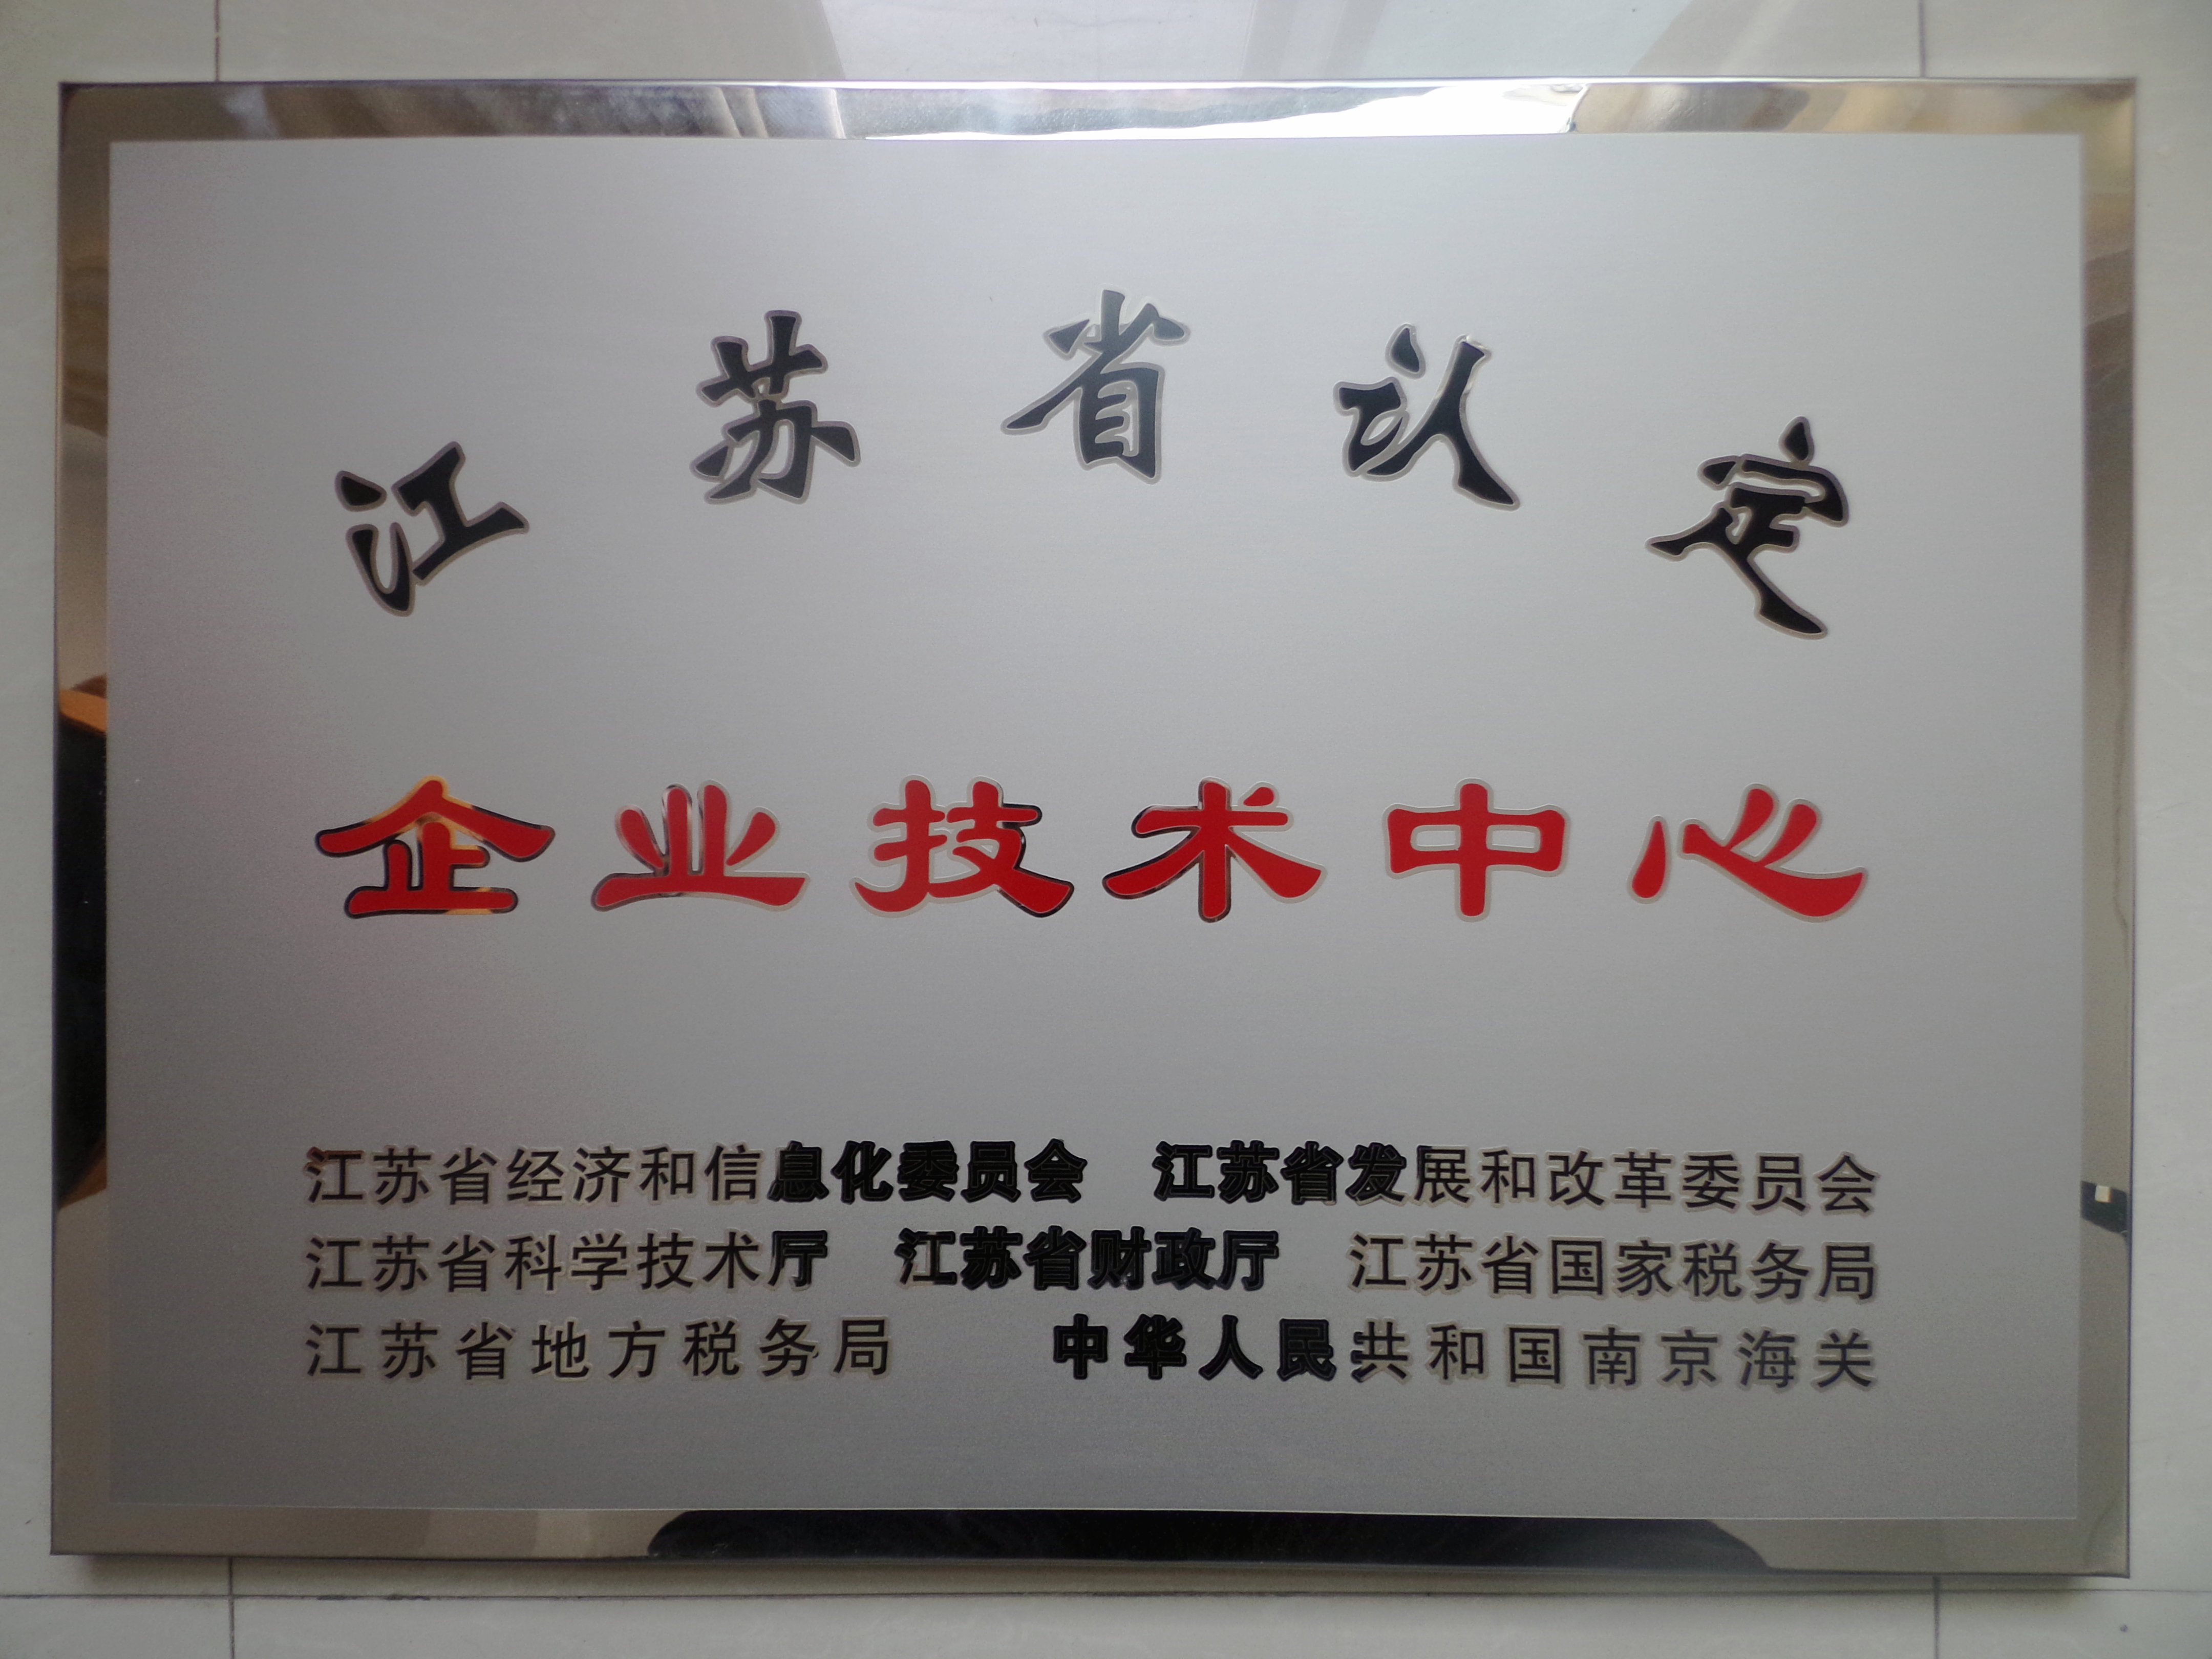 江苏省认定
企业技术中心
江苏省经济和信息化委员会 江苏省发展和改革委员会
江苏省科学技术厅 江苏省财政厅 江苏省国家税务局
江苏省地方税务局 中华人民共和国南京海关